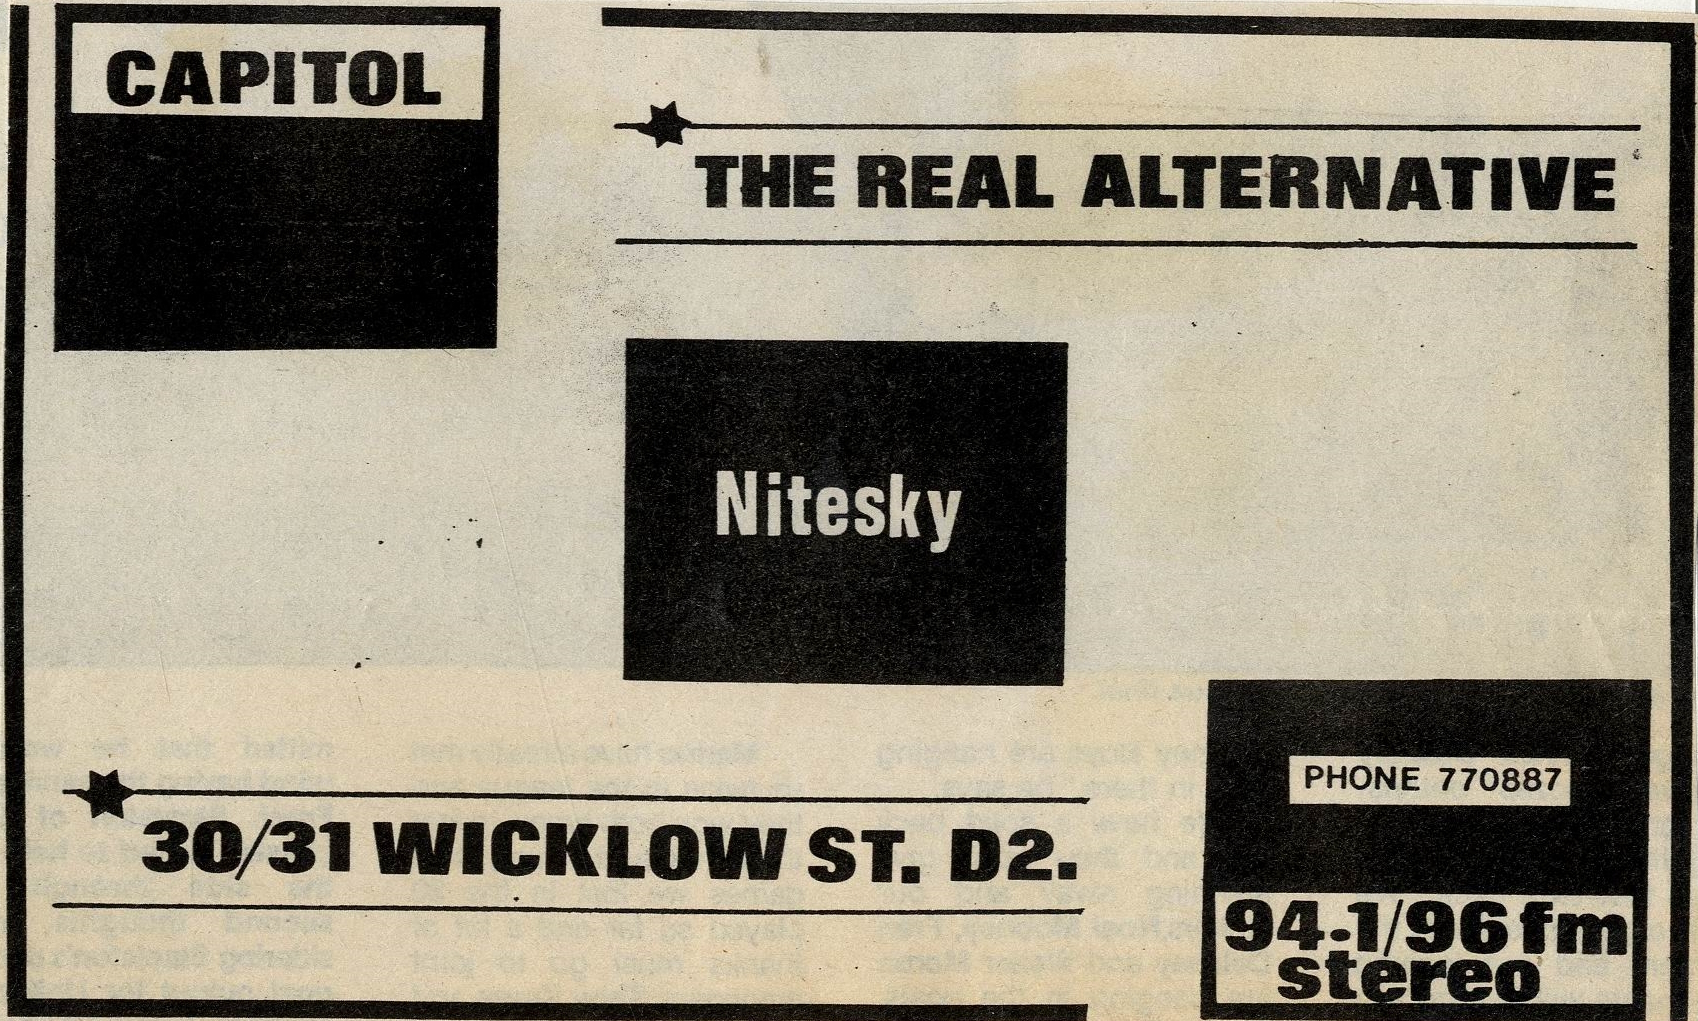 CAPITOL
THE REAL ALTERNATIVE
Nitesky
PHONE 770887
30/31 WICKLOW ST. D2.
94.1/96 fm
stereo